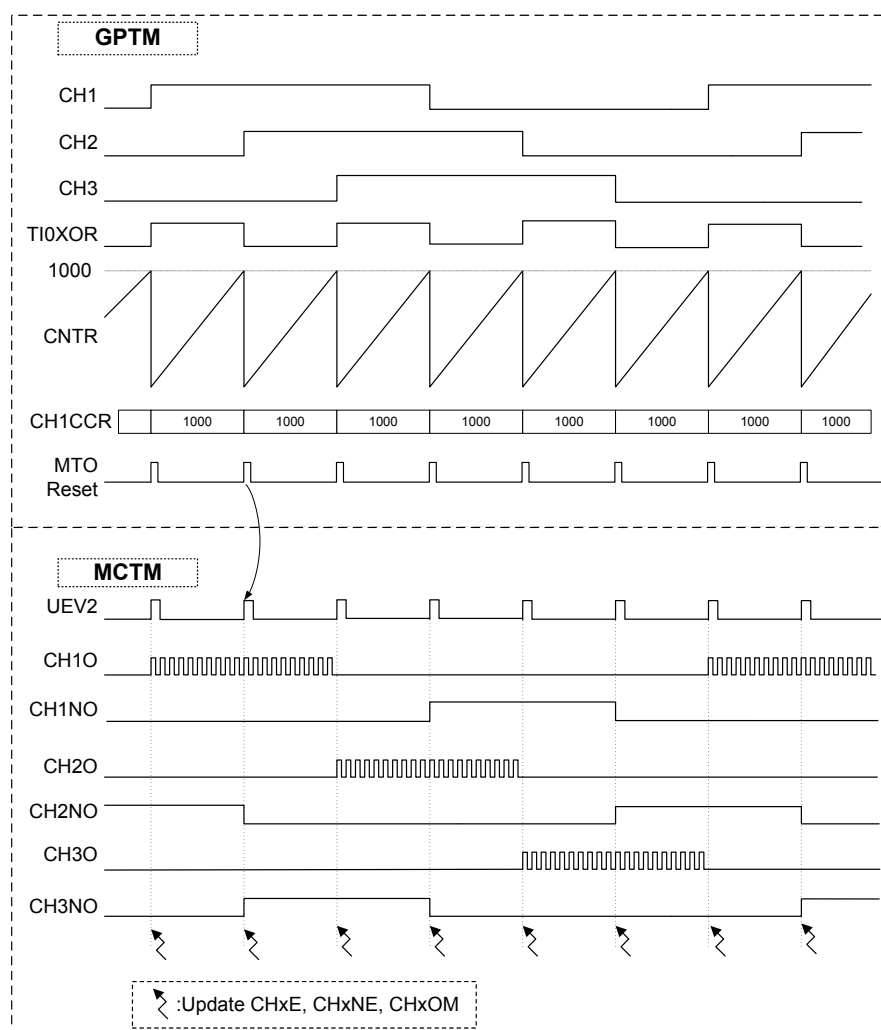 GPTM
CH1
CH2
CH3
TI0XOR
1000
CNTR
CH1CCR 1000 1000 1000 1000 1000 1000 1000 1000
MTO
Reset
MCTM
UEV2
CH1O
CH1NO
CH2O
CH2NO
CH3O
CH3NO
:Update CHxE, CHxNE, CHxOM